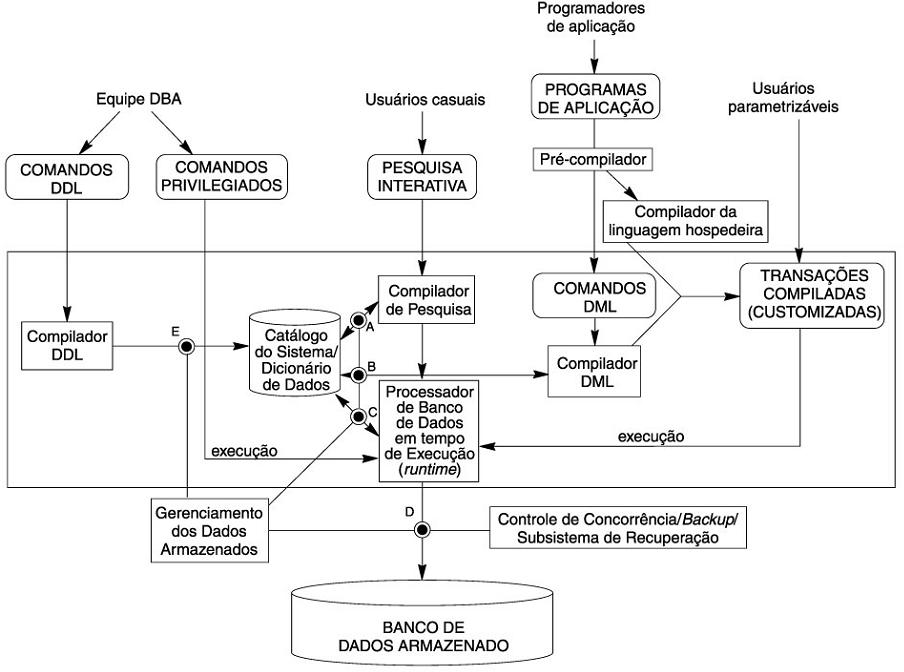 Programadores
de aplicação
Equipe DBA
Usuários casuais
PROGRAMAS
DE APLICAÇÃO
Usuários
parametrizáveis
COMANDOS
DDL
COMANDOS
PRIVILEGIADOS
PESQUISA
INTERATIVA
Pré-compilador
Compilador da
linguagem hospedeira
Compilador
de Pesquisa
COMANDOS
DML
TRANSAÇÕES
COMPILADAS
(CUSTOMIZADAS)
Compilador
DDL
E
Catálogo
do Sistema/
Dicionário
de Dados
A
B
C
Compilador
DML
Processador
de Banco
de Dados
em tempo
de Execução
(runtime)
execução
execução
Gerenciamento
dos Dados
Armazenados
D
Controle de Concorrência/Backup/
Subsistema de Recuperação
BANCO DE
DADOS ARMAZENADO